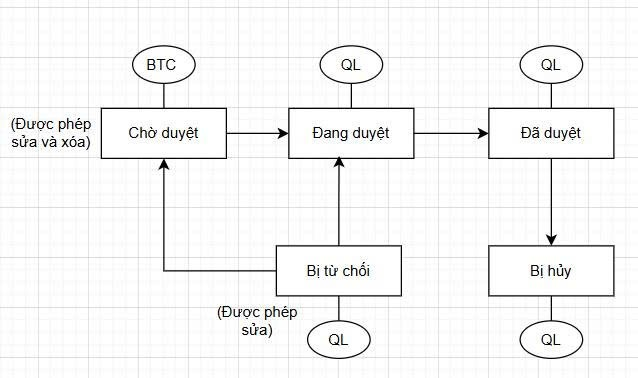 BTC
QL
QL
(Được phép
sửa và xóa)
Chờ duyệt
Đang duyệt
Đã duyệt
Bị từ chối
Bị hủy
(Được phép
sửa)
QL
QL